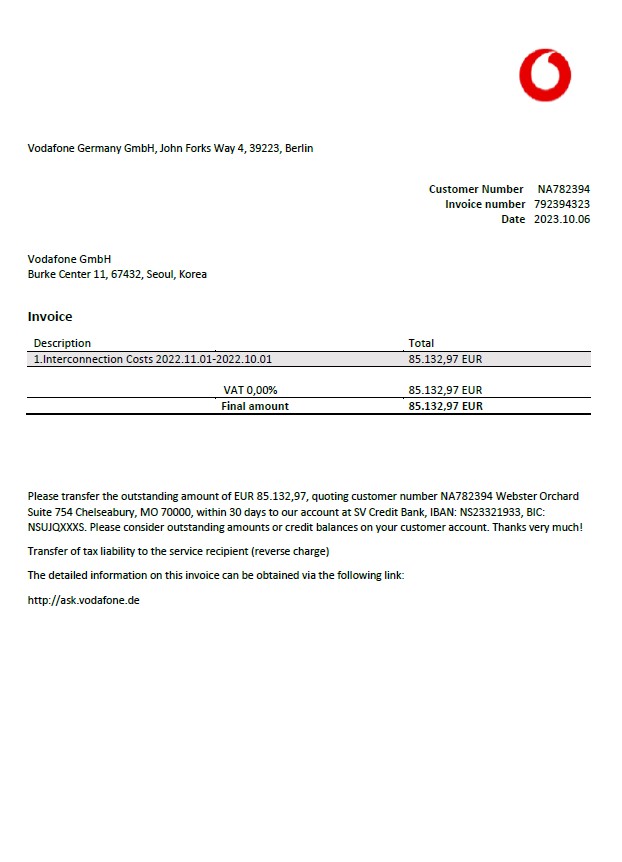 Vodafone Germany GmbH, John Forks Way 4, 39223, Berlin
Customer Number NA782394
Invoice number 792394323
Date 2023.10.06
Vodafone GmbH
Burke Center 11, 67432, Seoul, Korea
Invoice
Description Total
1.Interconnection Costs 2022.11.01-2022.10.01 85.132,97 EUR
VAT 0,00% 85.132,97 EUR
Final amount 85.132,97 EUR
Please transfer the outstanding amount of EUR 85.132,97, quoting customer number NA782394 Webster Orchard
Suite 754 Chelseabury, MO 70000, within 30 days to our account at SV Credit Bank, IBAN: NS23321933, BIC:
NSUJQXXXS. Please consider outstanding amounts or credit balances on your customer account. Thanks very much!
Transfer of tax liability to the service recipient (reverse charge)
The detailed information on this invoice can be obtained via the following link:
http://ask.vodafone.de